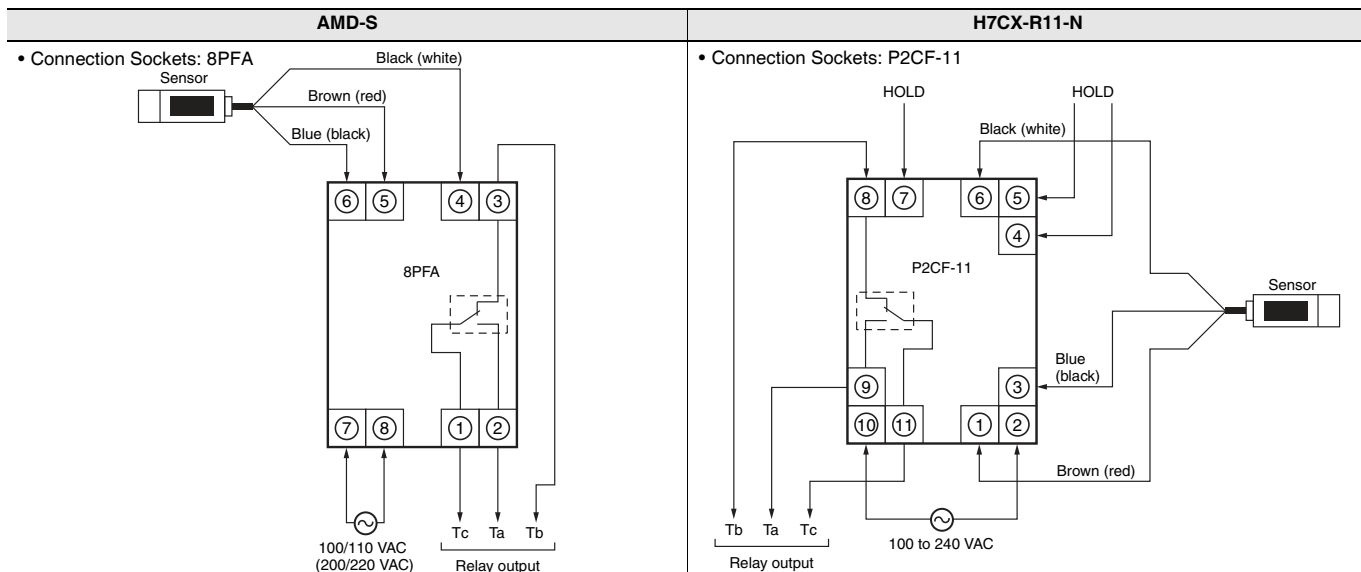 AMD-S
• Connection Sockets: 8PFA
Sensor
Black (white)
Brown (red)
Blue (black)
6 5 4 3
8PFA
7 8 1 2
100/110 VAC
(200/220 VAC)
Tc Ta Tb
Relay output
H7CX-R11-N
• Connection Sockets: P2CF-11
HOLD HOLD
Black (white)
8 7 6 5
4
P2CF-11
Sensor
Blue
(black)
9 3
10 11 1 2
Brown (red)
Tb Ta Tc
100 to 240 VAC
Relay output